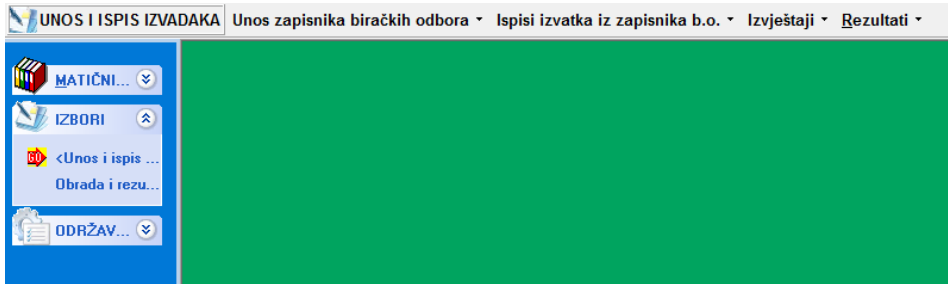 UNOS I ISPIS IZVADAKA Unos zapisnika biračkih odbora Ispisi izvatka iz zapisnika b.o. Izvještaji Rezultati
MATIČNI...
IZBORI
GO <Unos i ispis ...
Obrada i rezu...
ODRŽAV...